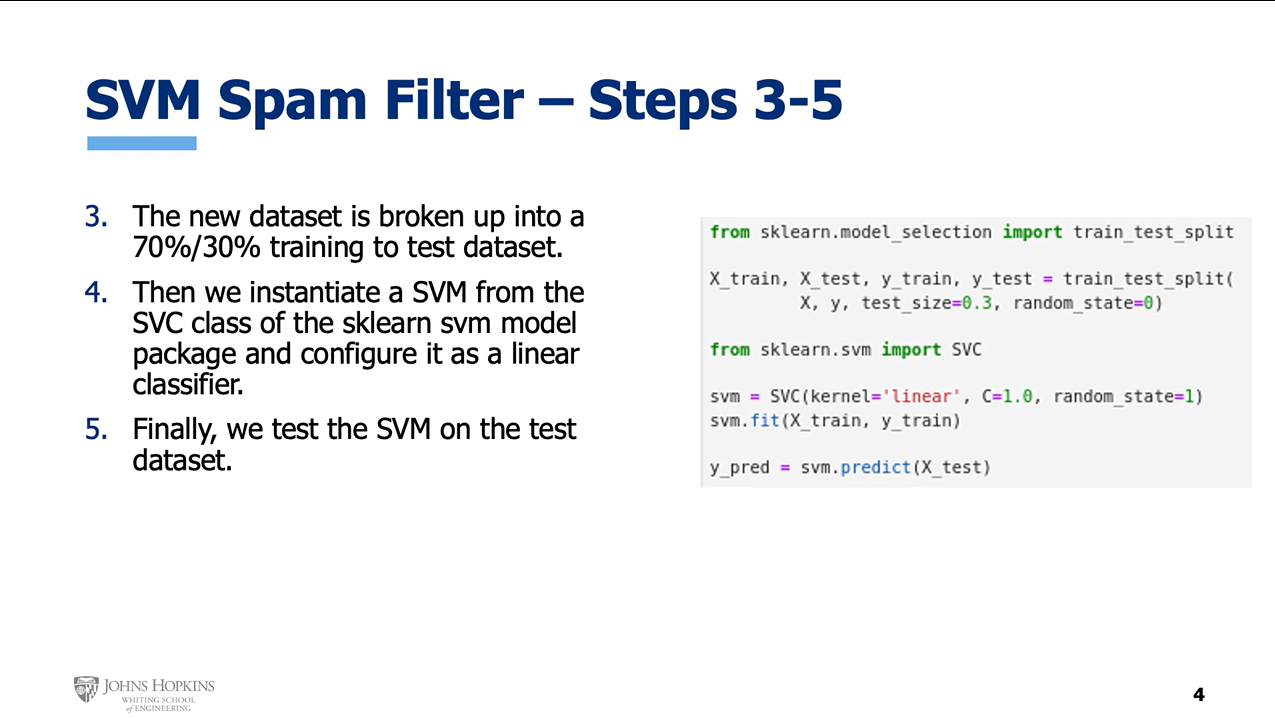 SVM Spam Filter – Steps 3-5
3. The new dataset is broken up into a
70%/30% training to test dataset.
4. Then we instantiate a SVM from the
SVC class of the sklearn svm model
package and configure it as a linear
classifier.
5. Finally, we test the SVM on the test
dataset.
from sklearn.model_selection import train_test_split
X_train, X_test, y_train, y_test = train_test_split(
X, y, test_size=0.3, random_state=0)
from sklearn.svm import SVC
svm = SVC(kernel='linear', C=1.0, random_state=1)
svm.fit(X_train, y_train)
y_pred = svm.predict(X_test)
JOHNS HOPKINS
WHITING SCHOOL
of ENGINEERING
4